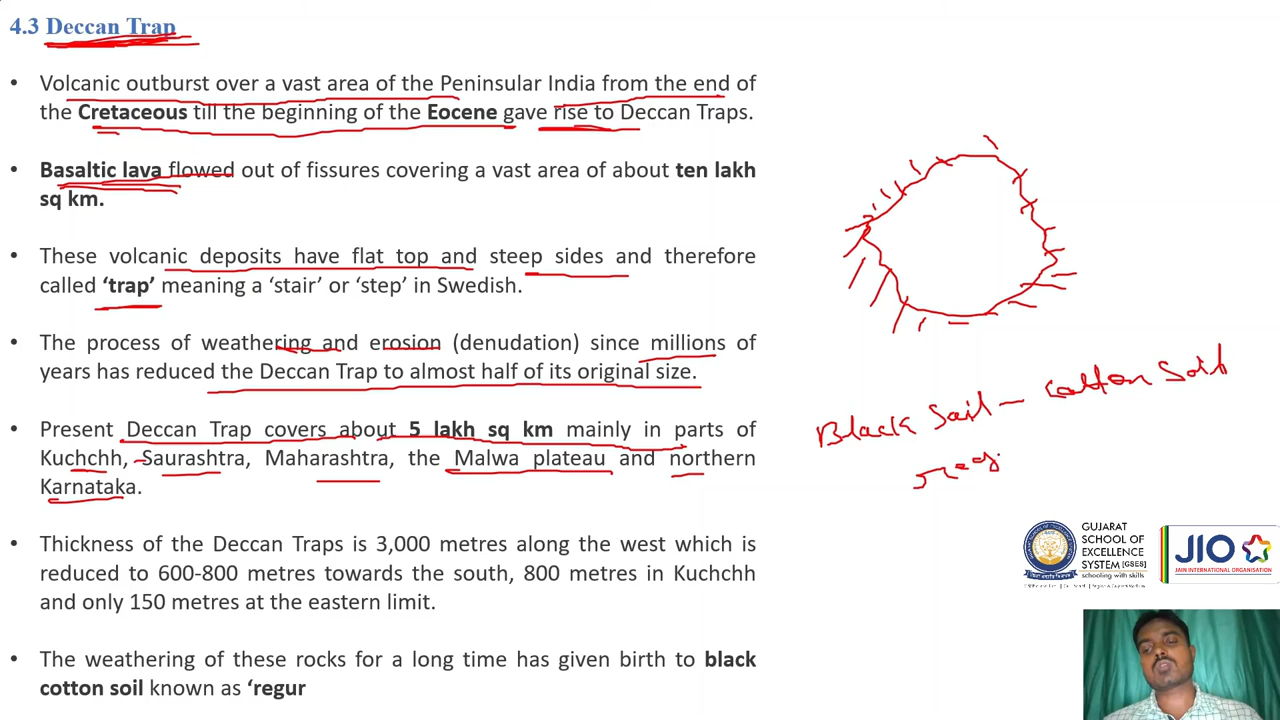 4.3 Deccan Trap
• Volcanic outburst over a vast area of the Peninsular India from the end of
the Cretaceous till the beginning of the Eocene gave rise to Deccan Traps.
• Basaltic lava flowed out of fissures covering a vast area of about ten lakh
sq km.
• These volcanic deposits have flat top and steep sides and therefore
called ‘trap’ meaning a ‘stair’ or ‘step’ in Swedish.
• The process of weathering and erosion (denudation) since millions of
years has reduced the Deccan Trap to almost half of its original size.
• Present Deccan Trap covers about 5 lakh sq km mainly in parts of
Kuchchh, Saurashtra, Maharashtra, the Malwa plateau and northern
Karnataka.
• Thickness of the Deccan Traps is 3,000 metres along the west which is
reduced to 600-800 metres towards the south, 800 metres in Kuchchh
and only 150 metres at the eastern limit.
• The weathering of these rocks for a long time has given birth to black
cotton soil known as ‘regur
Black Soil – Cotton Soil
reg
GUJARAT
SCHOOL OF
EXCELLENCE
SYSTEM [GSES]
schooling with skills
JIO
JAIN INTERNATIONAL ORGANISATION